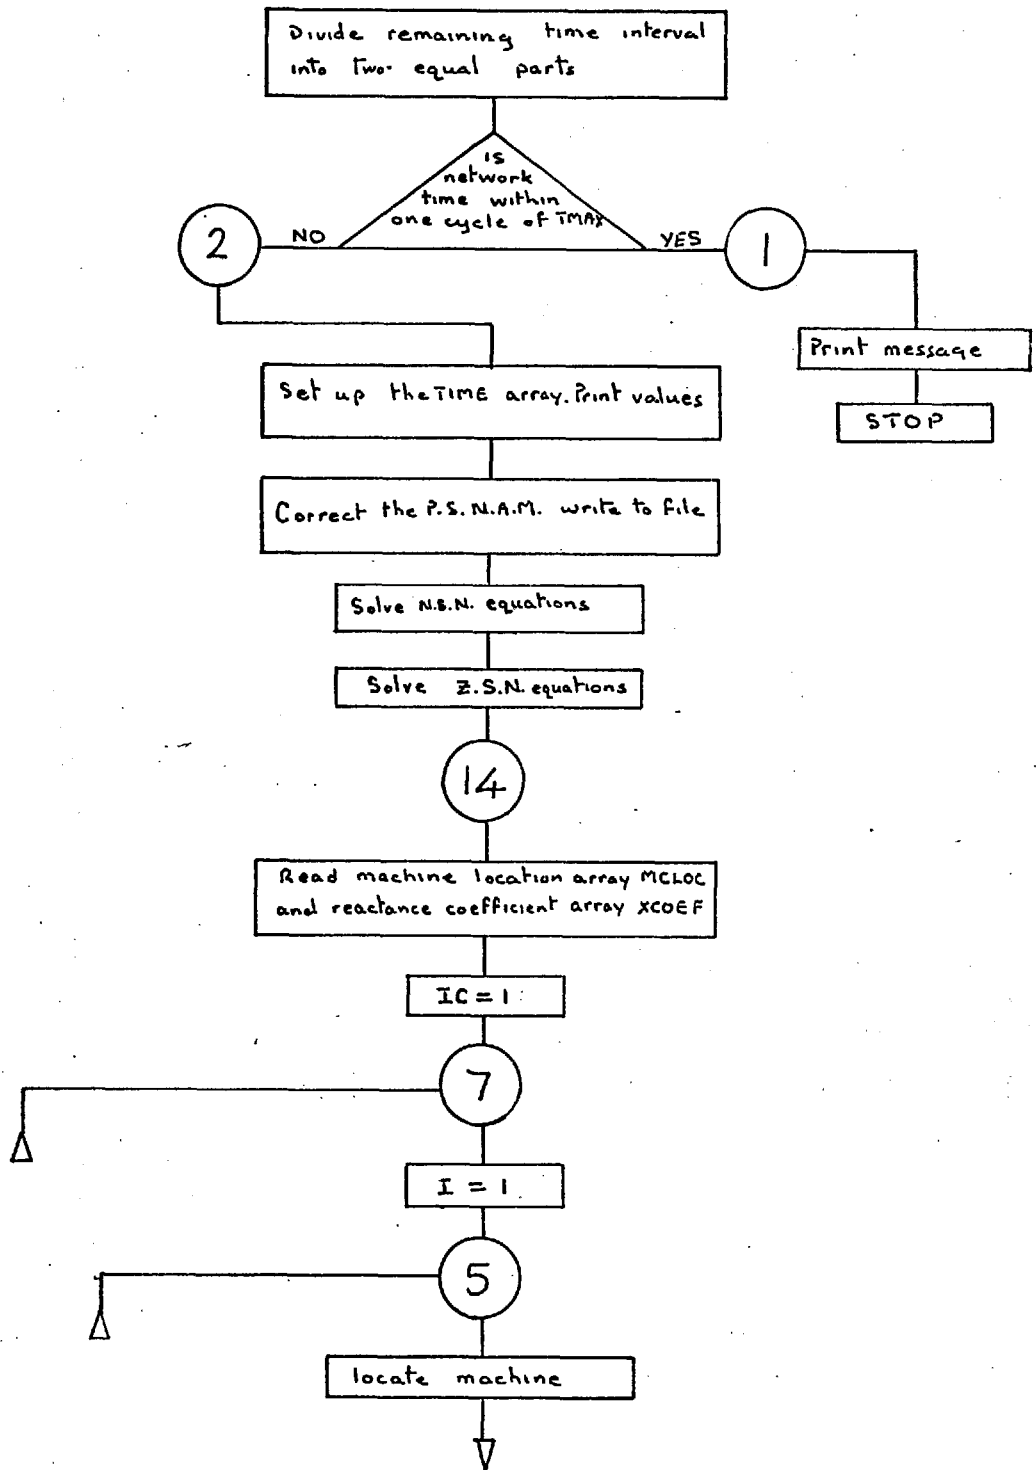 Divide remaining time interval
into two equal parts
is
network
time within
one cycle of TMAX
2
NO
YES
1
Print message
STOP
Set up the TIME array. Print values
Correct the P.S.N.A.M. write to file
Solve N.S.N. equations
Solve Z.S.N. equations
14
Read machine location array MCLOC
and reactance coefficient array XCOEF
IC = 1
7
I = 1
5
locate machine